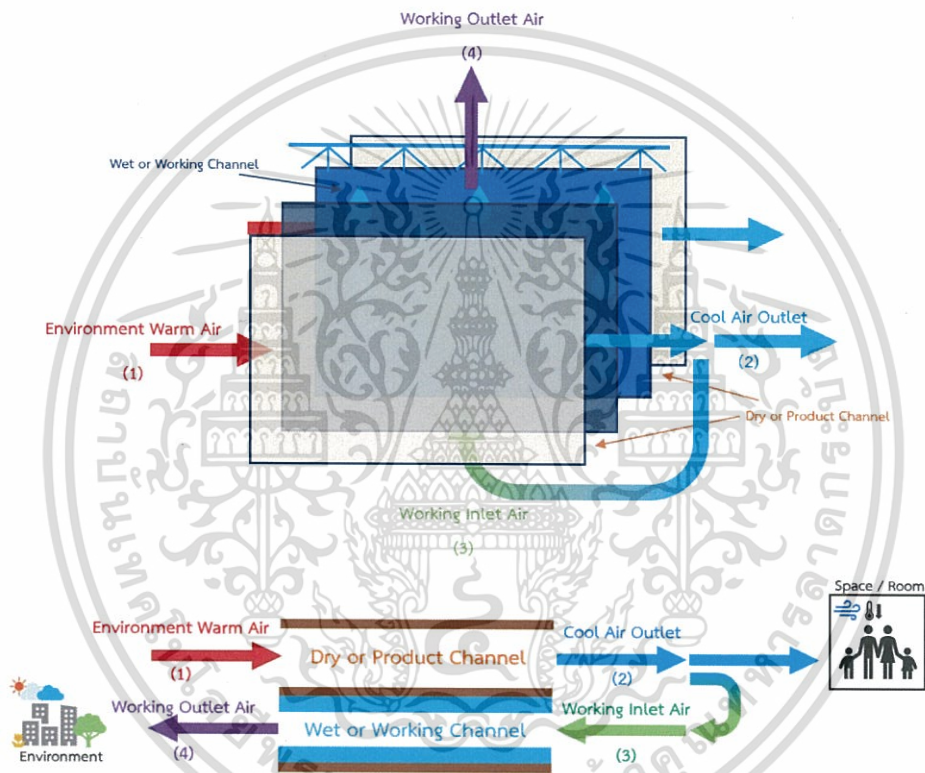 Working Outlet Air
(4)
Wet or Working Channel
Environment Warm Air
(1)
Cool Air Outlet
(2)
Dry or Product Channel
Working Inlet Air
(3)
Space / Room
Environment Warm Air
(1)
Dry or Product Channel
Cool Air Outlet
(2)
Working Outlet Air
(4)
Wet or Working Channel
Working Inlet Air
(3)
Environment